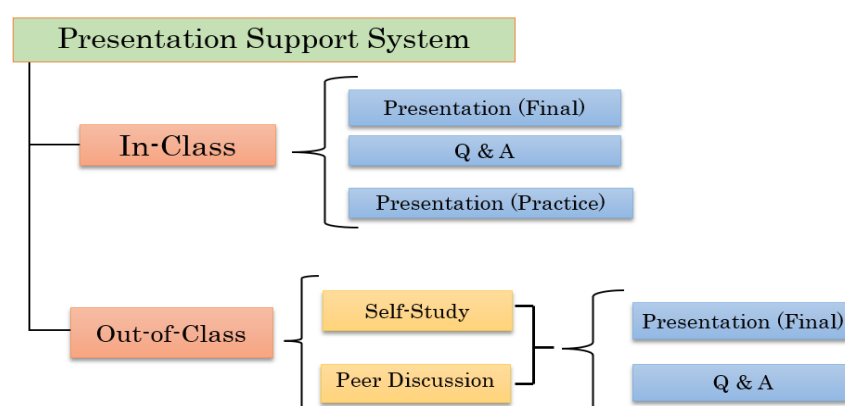 Presentation Support System
In-Class
Presentation (Final)
Q & A
Presentation (Practice)
Out-of-Class
Self-Study
Peer Discussion
Presentation (Final)
Q & A